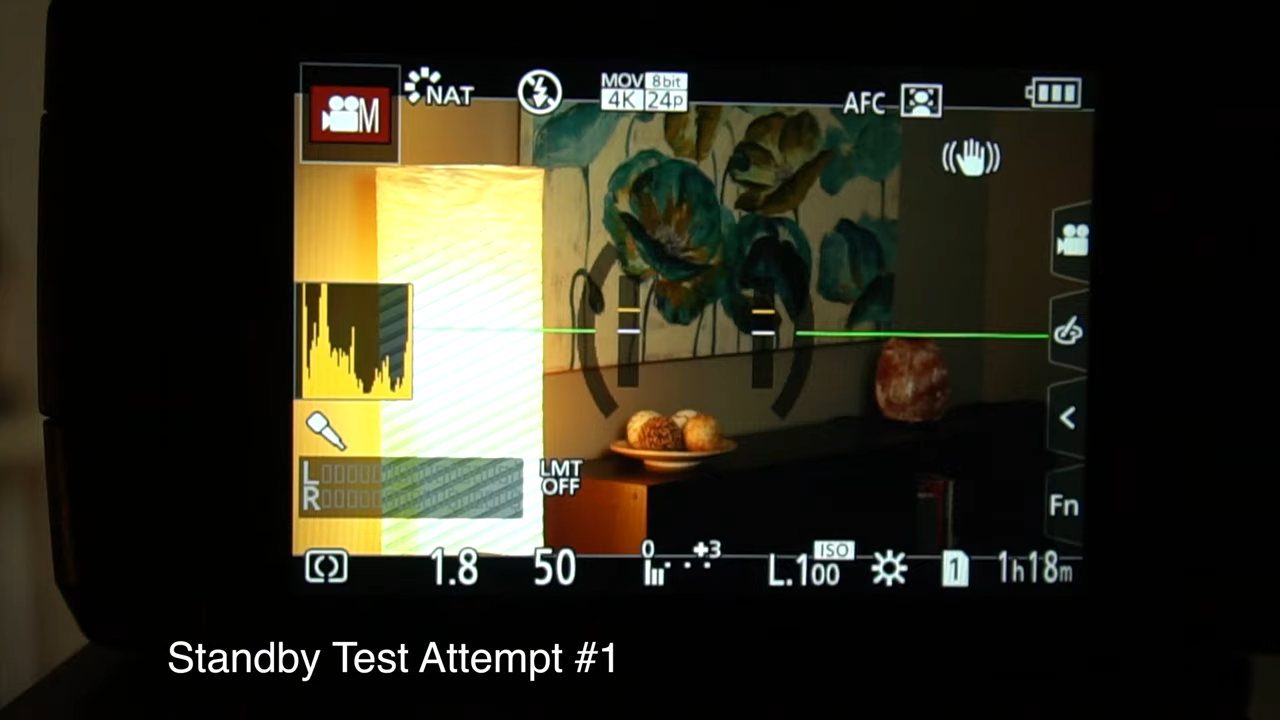 M NAT MOV 8bit 4K 24p AFC
L
R
LMT
OFF
Fn
1.8 50 0 +3 L.100 ISO 1 1h18m
Standby Test Attempt #1